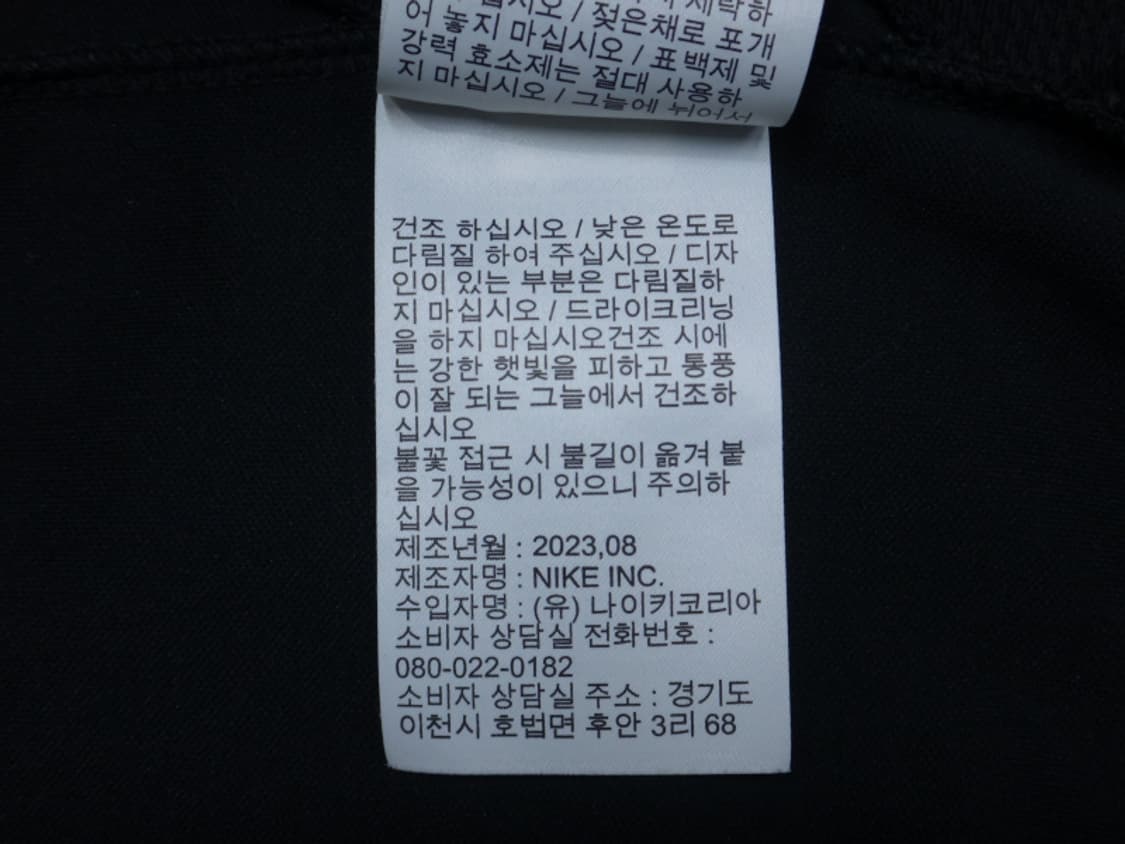 십시오 / 젖은채로 포개
어 놓지 마십시오 / 표백제 및
강력 효소제는 절대 사용하
지 마십시오 / 그늘에 뉘어서
건조 하십시오 / 낮은 온도로
다림질 하여 주십시오 / 디자
인이 있는 부분은 다림질하
지 마십시오 / 드라이크리닝
을 하지 마십시오건조 시에
는 강한 햇빛을 피하고 통풍
이 잘 되는 그늘에서 건조하
십시오
불꽃 접근 시 불길이 옮겨 붙
을 가능성이 있으니 주의하
십시오
제조년월 : 2023,08
제조자명 : NIKE INC.
수입자명 : (유) 나이키코리아
소비자 상담실 전화번호 :
080-022-0182
소비자 상담실 주소 : 경기도
이천시 호법면 후안 3리 68